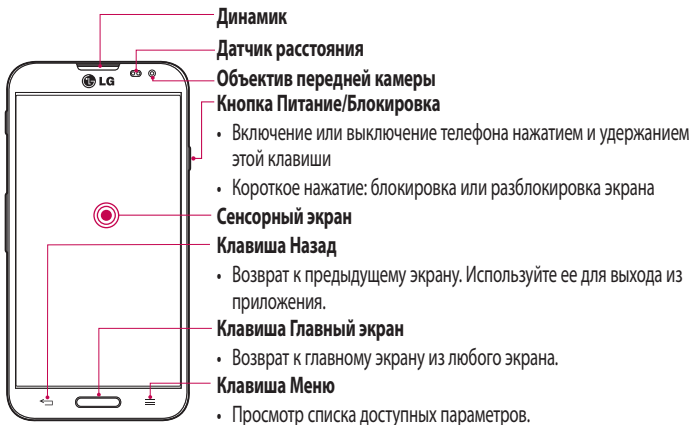 Динамик
Датчик расстояния
LG
Объектив передней камеры
Кнопка Питание/Блокировка
• Включение или выключение телефона нажатием и удержанием
этой клавиши
• Короткое нажатие: блокировка или разблокировка экрана
Сенсорный экран
Клавиша Назад
• Возврат к предыдущему экрану. Используйте ее для выхода из
приложения.
Клавиша Главный экран
• Возврат к главному экрану из любого экрана.
Клавиша Меню
• Просмотр списка доступных параметров.